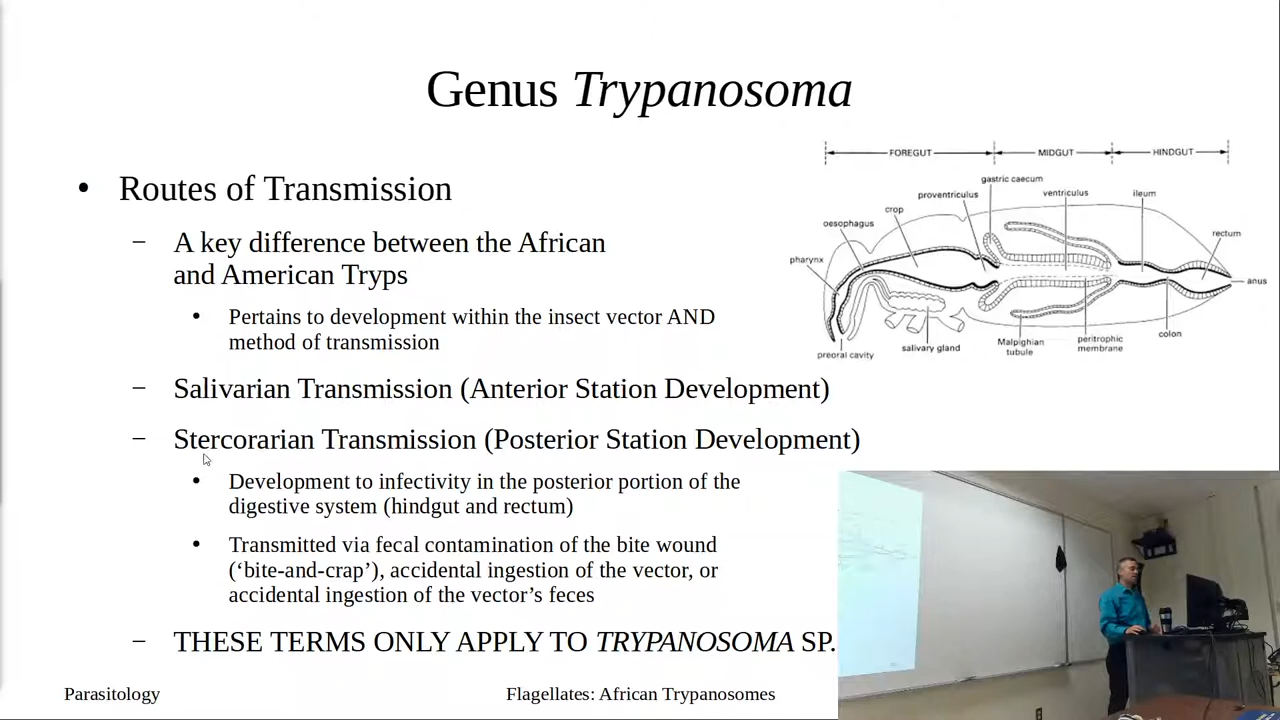 Genus Trypanosoma
• Routes of Transmission
– A key difference between the African
and American Tryps
• Pertains to development within the insect vector AND
method of transmission
– Salivarian Transmission (Anterior Station Development)
– Stercorarian Transmission (Posterior Station Development)
• Development to infectivity in the posterior portion of the
digestive system (hindgut and rectum)
• Transmitted via fecal contamination of the bite wound
(‘bite-and-crap’), accidental ingestion of the vector, or
accidental ingestion of the vector’s feces
– THESE TERMS ONLY APPLY TO TRYPANOSOMA SP.
FOREGUT
MIDGUT
HINDGUT
gastric caecum
proventriculus
ventriculus
ileum
crop
oesophagus
rectum
pharynx
anus
preoral cavity
salivary gland
Malpighian
tubule
peritrophic
membrane
colon
Parasitology
Flagellates: African Trypanosomes